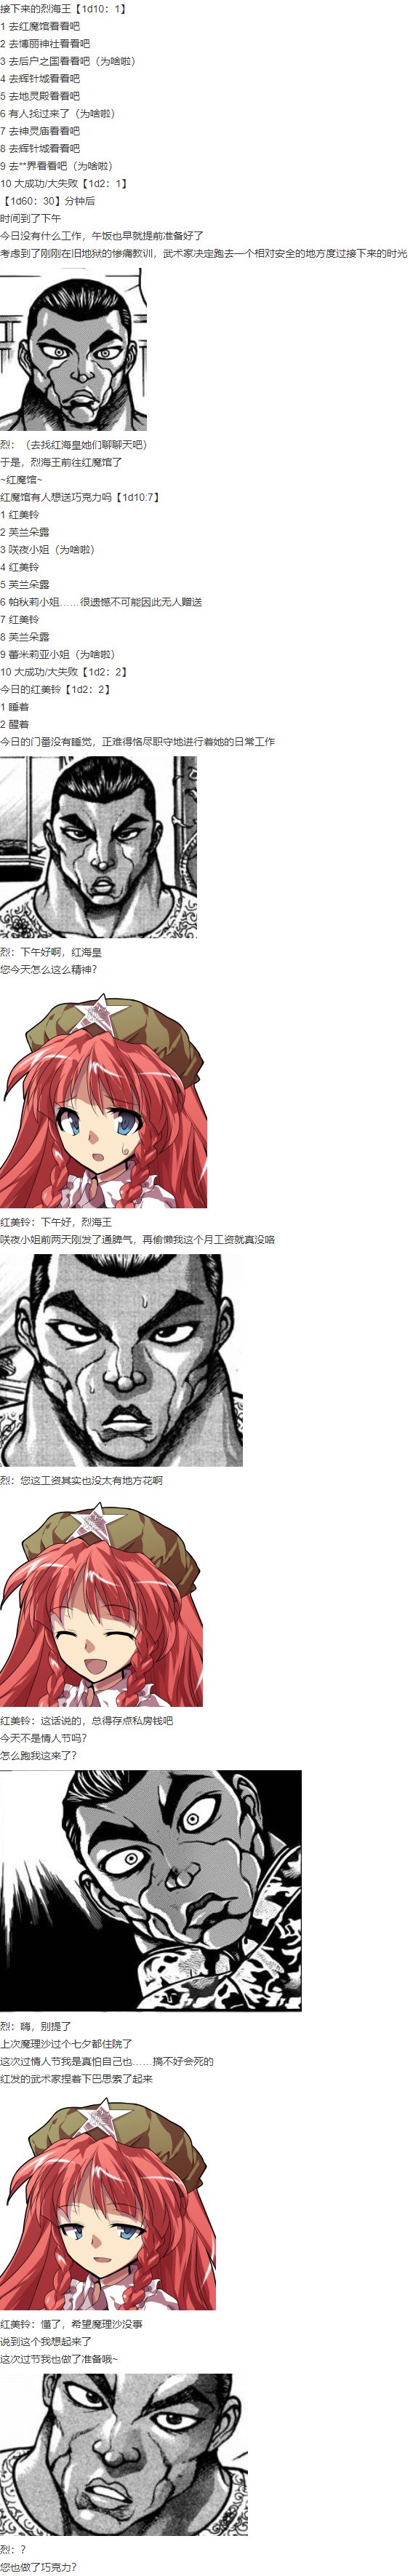 接下来的烈海王【1d10：1】
1 去红魔馆看看吧
2 去博丽神社看看吧
3 去后户之国看看吧（为啥啦）
4 去辉针城看看吧
5 去地灵殿看看吧
6 有人找过来了（为啥啦）
7 去神灵庙看看吧
8 去辉针城看看吧
9 去**界看看吧（为啥啦）
10 大成功/大失败【1d2：1】
【1d60：30】分钟后
时间到了下午
今日没有什么工作，午饭也早就提前准备好了
考虑到了刚刚在旧地狱的惨痛教训，武术家决定跑去一个相对安全的地方度过接下来的时光
烈：（去找红海皇她们聊聊天吧）
于是，烈海王前往红魔馆了
~红魔馆~
红魔馆有人想送巧克力吗【1d10:7】
1 红美铃
2 芙兰朵露
3 咲夜小姐（为啥啦）
4 红美铃
5 芙兰朵露
6 帕秋莉小姐……很遗憾不可能因此无人赠送
7 红美铃
8 芙兰朵露
9 蕾米莉亚小姐（为啥啦）
10 大成功/大失败【1d2：2】
今日的红美铃【1d2：2】
1 睡着
2 醒着
今日的门番没有睡觉，正难得恪尽职守地进行着她的日常工作
烈：下午好啊，红海皇
您今天怎么这么精神？
红美铃：下午好，烈海王
咲夜小姐前两天刚发了通脾气，再偷懒我这个月工资就真没咯
烈：您这工资其实也没太有地方花啊
红美铃：这话说的，总得存点私房钱吧
今天不是情人节吗？
怎么跑我这来了？
烈：嗨，别提了
上次魔理沙过个七夕都住院了
这次过情人节我是真怕自己也……搞不好会死的
红发的武术家捏着下巴思索了起来
红美铃：懂了，希望魔理沙没事
说到这个我想起来了
这次过节我也做了准备哦~
烈：？
您也做了巧克力？